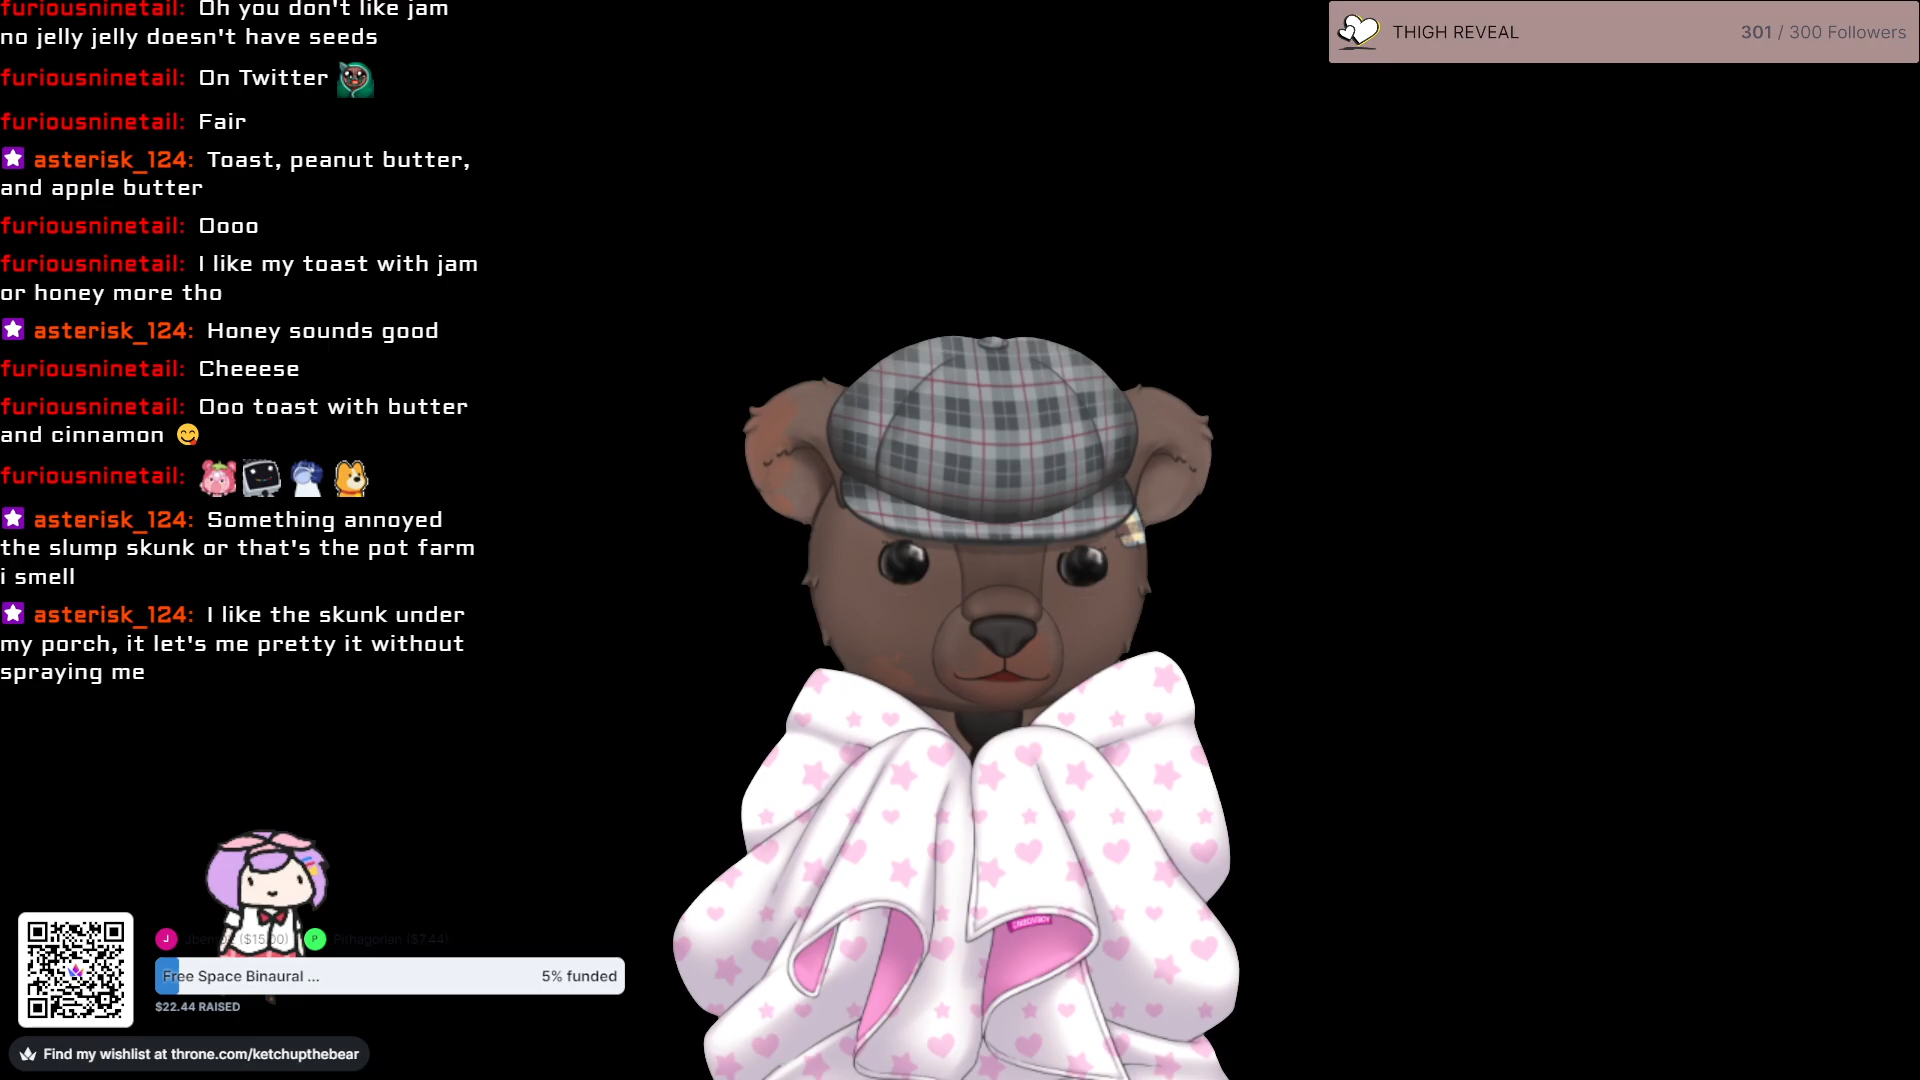 furiousninetail: Oh you don't like jam
no jelly jelly doesn't have seeds
furiousninetail: On Twitter
furiousninetail: Fair
asterisk_124: Toast, peanut butter,
and apple butter
furiousninetail: Oooo
furiousninetail: I like my toast with jam
or honey more tho
asterisk_124: Honey sounds good
furiousninetail: Cheeese
furiousninetail: Ooo toast with butter
and cinnamon
furiousninetail:
asterisk_124: Something annoyed
the slump skunk or that's the pot farm
i smell
asterisk_124: I like the skunk under
my porch, it let's me pretty it without
spraying me
THIGH REVEAL 301 / 300 Followers
J ($15.00) P Pirhagorian ($7.44)
Free Space Binaural ... 5% funded
$22.44 RAISED
Find my wishlist at throne.com/ketchupthebear